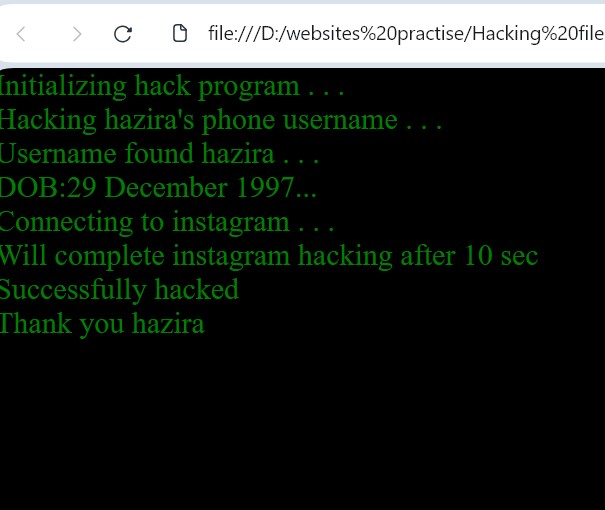 file:///D:/websites%20practise/Hacking%20file
Initializing hack program . . .
Hacking hazira's phone username . . .
Username found hazira . . .
DOB:29 December 1997...
Connecting to instagram . . .
Will complete instagram hacking after 10 sec
Successfully hacked
Thank you hazira